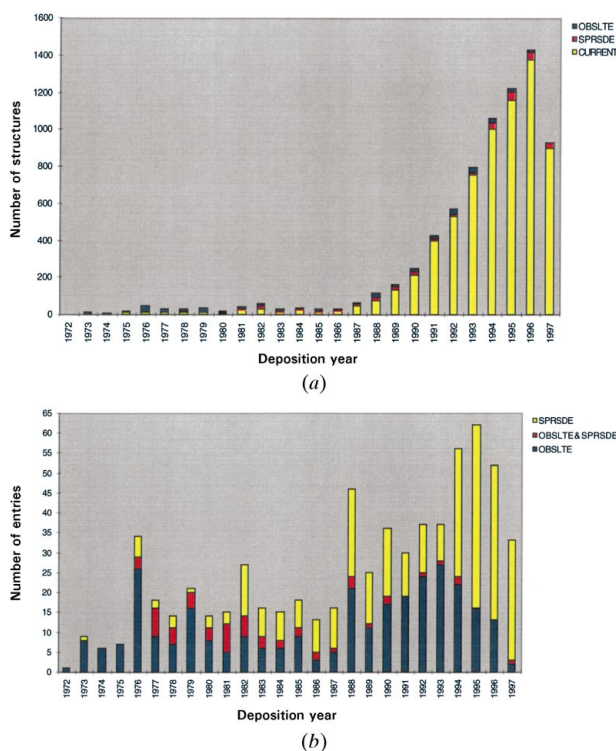 1600
1400
1200
1000
800
600
400
200
0
Number of structures
OBSLTE
SPRSDE
CURRENT
1972 1973 1974 1975 1976 1977 1978 1979 1980 1981 1982 1983 1984 1985 1986 1987 1988 1989 1990 1991 1992 1993 1994 1995 1996 1997
Deposition year
(a)
65
60
55
50
45
40
35
30
25
20
15
10
5
0
Number of entries
SPRSDE
OBSLTE & SPRSDE
OBSLTE
1972 1973 1974 1975 1976 1977 1978 1979 1980 1981 1982 1983 1984 1985 1986 1987 1988 1989 1990 1991 1992 1993 1994 1995 1996 1997
Deposition year
(b)